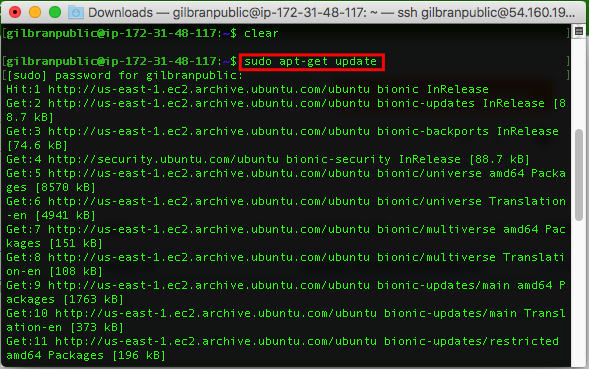 Downloads — gilbranpublic@ip-172-31-48-117: ~ — ssh gilbranpublic@54.160.19...
[gilbranpublic@ip-172-31-48-117:~$ clear ]
[gilbranpublic@ip-172-31-48-117:~$ sudo apt-get update ]
[[sudo] password for gilbranpublic: ]
Hit:1 http://us-east-1.ec2.archive.ubuntu.com/ubuntu bionic InRelease
Get:2 http://us-east-1.ec2.archive.ubuntu.com/ubuntu bionic-updates InRelease [8
8.7 kB]
Get:3 http://us-east-1.ec2.archive.ubuntu.com/ubuntu bionic-backports InRelease
[74.6 kB]
Get:4 http://security.ubuntu.com/ubuntu bionic-security InRelease [88.7 kB]
Get:5 http://us-east-1.ec2.archive.ubuntu.com/ubuntu bionic/universe amd64 Packa
ges [8570 kB]
Get:6 http://us-east-1.ec2.archive.ubuntu.com/ubuntu bionic/universe Translation
-en [4941 kB]
Get:7 http://us-east-1.ec2.archive.ubuntu.com/ubuntu bionic/multiverse amd64 Pac
kages [151 kB]
Get:8 http://us-east-1.ec2.archive.ubuntu.com/ubuntu bionic/multiverse Translati
on-en [108 kB]
Get:9 http://us-east-1.ec2.archive.ubuntu.com/ubuntu bionic-updates/main amd64 P
ackages [1763 kB]
Get:10 http://us-east-1.ec2.archive.ubuntu.com/ubuntu bionic-updates/main Transl
ation-en [373 kB]
Get:11 http://us-east-1.ec2.archive.ubuntu.com/ubuntu bionic-updates/restricted
amd64 Packages [196 kB]